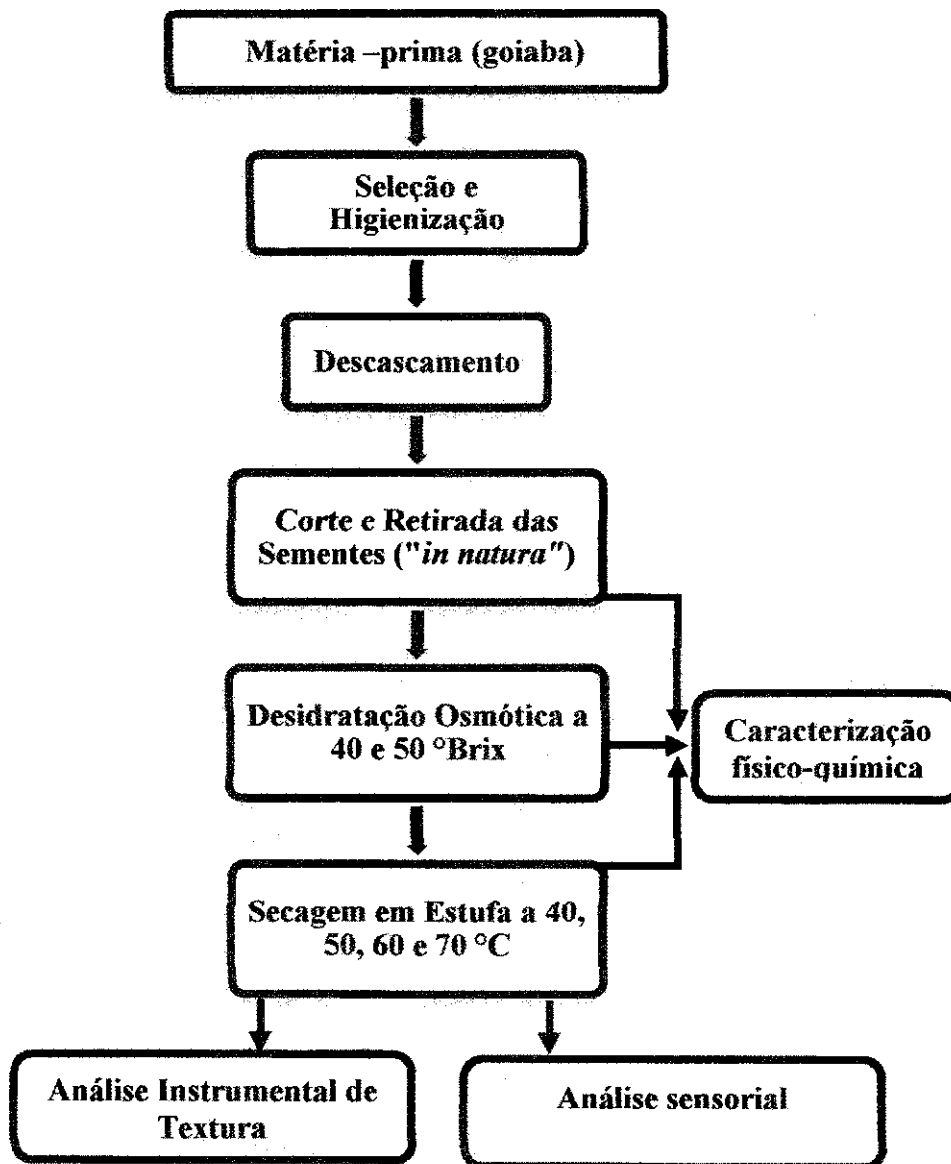 Matéria –prima (goiaba)
Seleção e
Higienização
Descascamento
Corte e Retirada das
Sementes ("in natura")
Desidratação Osmótica a
40 e 50 °Brix
Caracterização
físico-química
Secagem em Estufa a 40,
50, 60 e 70 °C
Análise Instrumental de
Textura
Análise sensorial